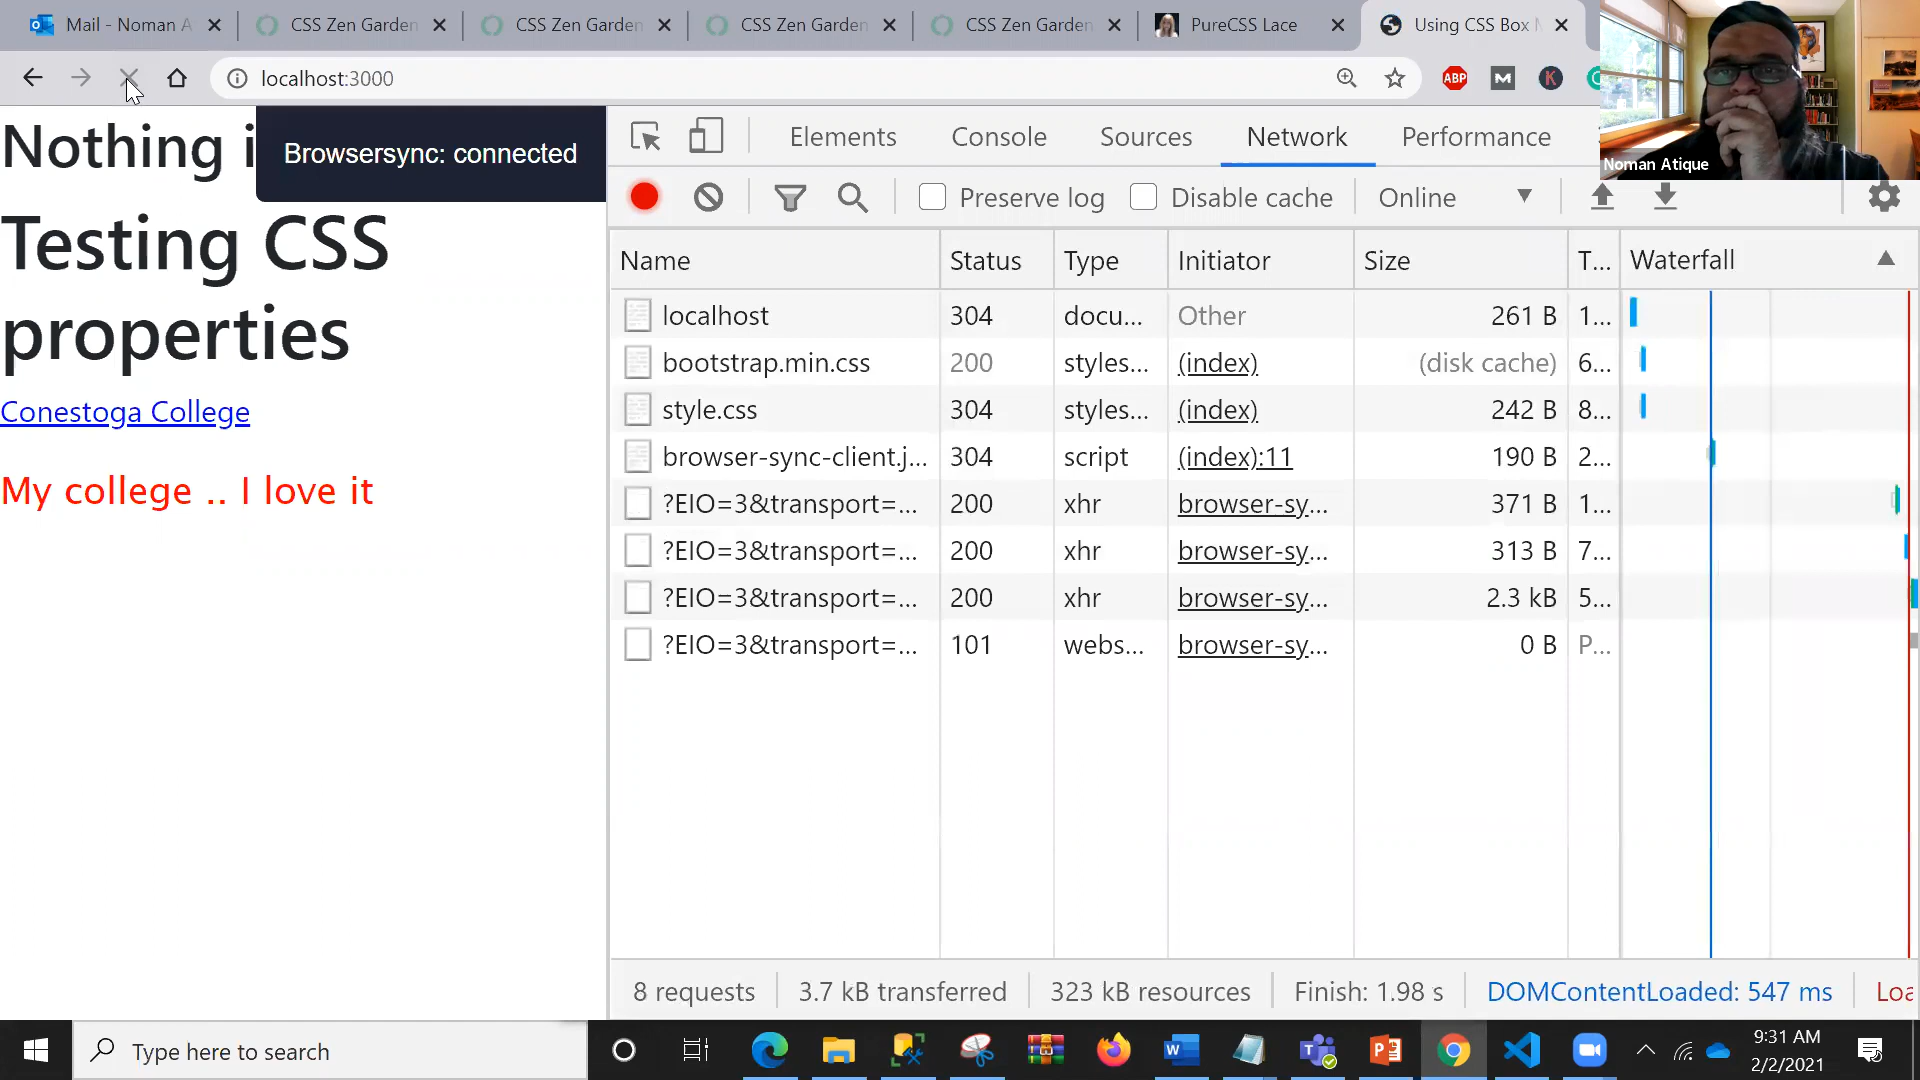 Mail - Noman A
CSS Zen Garden
CSS Zen Garden
CSS Zen Garden
CSS Zen Garden
PureCSS Lace
Using CSS Box M
localhost:3000
ABP
M
K
Noman Atique
Nothing i
Browsersync: connected
Testing CSS
properties
Conestoga College
My college .. I love it
Elements Console Sources Network Performance
Preserve log Disable cache Online
Name Status Type Initiator Size T... Waterfall
localhost 304 docu... Other 261 B 1...
bootstrap.min.css 200 styles... (index) (disk cache) 6...
style.css 304 styles... (index) 242 B 8...
browser-sync-client.j... 304 script (index):11 190 B 2...
?EIO=3&transport=... 200 xhr browser-sy... 371 B 1...
?EIO=3&transport=... 200 xhr browser-sy... 313 B 7...
?EIO=3&transport=... 200 xhr browser-sy... 2.3 kB 5...
?EIO=3&transport=... 101 webs... browser-sy... 0 B P...
8 requests 3.7 kB transferred 323 kB resources Finish: 1.98 s DOMContentLoaded: 547 ms Loa
Type here to search
9:31 AM
2/2/2021